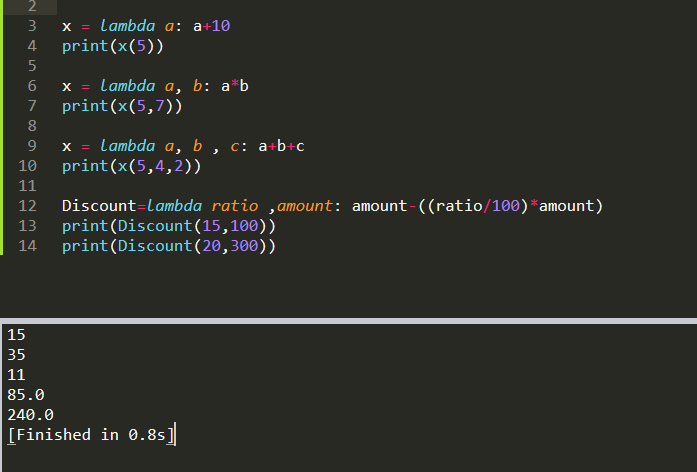 2
3 x = lambda a: a+10
4 print(x(5))
5
6 x = lambda a, b: a*b
7 print(x(5,7))
8
9 x = lambda a, b , c: a+b+c
10 print(x(5,4,2))
11
12 Discount=lambda ratio ,amount: amount-((ratio/100)*amount)
13 print(Discount(15,100))
14 print(Discount(20,300))
15
35
11
85.0
240.0
[Finished in 0.8s]